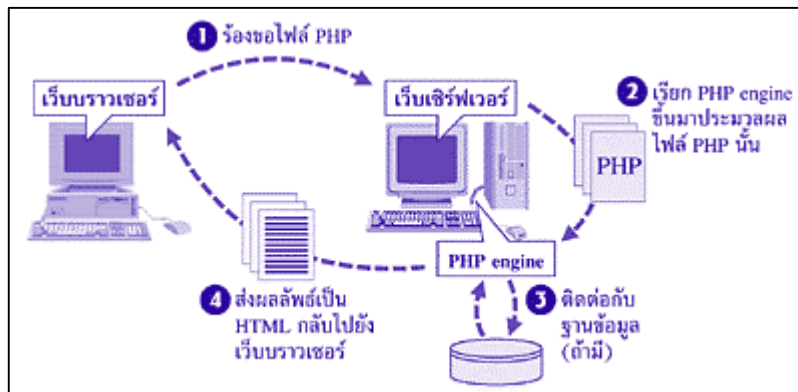 1 ร้องขอไฟล์ PHP
เว็บบราวเซอร์
เว็บเซิร์ฟเวอร์
2 เรียก PHP engine
ขึ้นมาประมวลผล
ไฟล์ PHP นั้น
PHP
PHP engine
3 ติดต่อกับ
ฐานข้อมูล
(ถ้ามี)
4 ส่งผลลัพธ์เป็น
HTML กลับไปยัง
เว็บบราวเซอร์